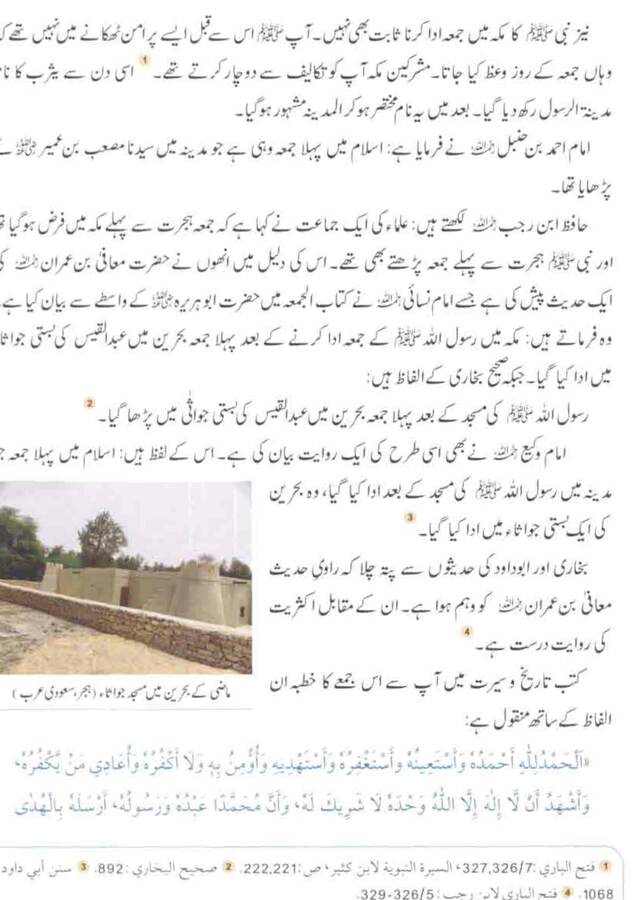 نیز نبی ﷺ کا مکہ میں جمعہ ادا کرنا ثابت بھی نہیں۔ آپ ﷺ اس سے قبل ایسے پر امن ٹھکانے میں نہیں تھے کہ
وہاں جمعہ کے روز وعظ کیا جاتا۔ مشرکین مکہ آپ کو تکالیف سے دوچار کرتے تھے۔ 1 اسی دن سے یثرب کا نا
مدینۃ الرسول رکھ دیا گیا۔ بعد میں یہ نام مختصر ہو کر المدینہ مشہور ہو گیا۔
امام احمد بن حنبل رحمہ اللہ نے فرمایا ہے: اسلام میں پہلا جمعہ وہی ہے جو مدینہ میں سیدنا مصعب بن عمیر رضی اللہ عنہ نے
پڑھایا تھا۔
حافظ ابن رجب رحمہ اللہ لکھتے ہیں: علماء کی ایک جماعت نے کہا ہے کہ جمعہ ہجرت سے پہلے مکہ میں فرض ہو گیا تھ
اور نبی ﷺ ہجرت سے پہلے جمعہ پڑھتے بھی تھے۔ اس کی دلیل میں انھوں نے حضرت معافیٰ بن عمران رحمہ اللہ کی
ایک حدیث پیش کی ہے جسے امام نسائی رحمہ اللہ نے کتاب الجمعہ میں حضرت ابو ہریرہ رضی اللہ عنہ کے واسطے سے بیان کیا ہے۔
وہ فرماتے ہیں: مکہ میں رسول اللہ ﷺ کے جمعہ ادا کرنے کے بعد پہلا جمعہ بحرین میں عبدالقیس کی بستی جواثا
میں ادا کیا گیا۔ جبکہ صحیح بخاری کے الفاظ ہیں:
رسول اللہ ﷺ کی مسجد کے بعد پہلا جمعہ بحرین میں عبدالقیس کی بستی جواثٰی میں پڑھا گیا۔ 2
امام وکیع رحمہ اللہ نے بھی اسی طرح کی ایک روایت بیان کی ہے۔ اس کے لفظ ہیں: اسلام میں پہلا جمعہ جو
مدینہ میں رسول اللہ ﷺ کی مسجد کے بعد ادا کیا گیا، وہ بحرین
کی ایک بستی جواثاء میں ادا کیا گیا۔ 3
بخاری اور ابوداود کی حدیثوں سے پتہ چلا کہ راویِ حدیث
معافیٰ بن عمران رحمہ اللہ کو وہم ہوا ہے۔ ان کے مقابل اکثریت
کی روایت درست ہے۔ 4
کتب تاریخ و سیرت میں آپ سے اس جمعے کا خطبہ ان
الفاظ کے ساتھ منقول ہے:
ماضی کے بحرین میں مسجد جواثاء (ہجر، سعودی عرب)
«اَلْحَمْدُلِلّٰهِ أَحْمَدُهٗ وَأَسْتَعِينُهٗ وَأَسْتَغْفِرُهٗ وَأَسْتَهْدِيهِ وَأُؤْمِنُ بِهٖ وَلَا أَكْفُرُهٗ وَأُعَادِي مَنْ يَّكْفُرُهٗ،
وَأَشْهَدُ أَنْ لَّا إِلٰهَ إِلَّا اللّٰهُ وَحْدَهٗ لَا شَرِيكَ لَهٗ، وَأَنَّ مُحَمَّدًا عَبْدُهٗ وَرَسُولُهٗ، أَرْسَلَهٗ بِالْهُدٰى
1 فتح الباري: 327,326/7، السيرة النبوية لابن كثير، ص: 222,221. 2 صحيح البخاري: 892. 3 سنن أبي داود
1068. 4 فتح الباري لابن رجب: 326/5-329.